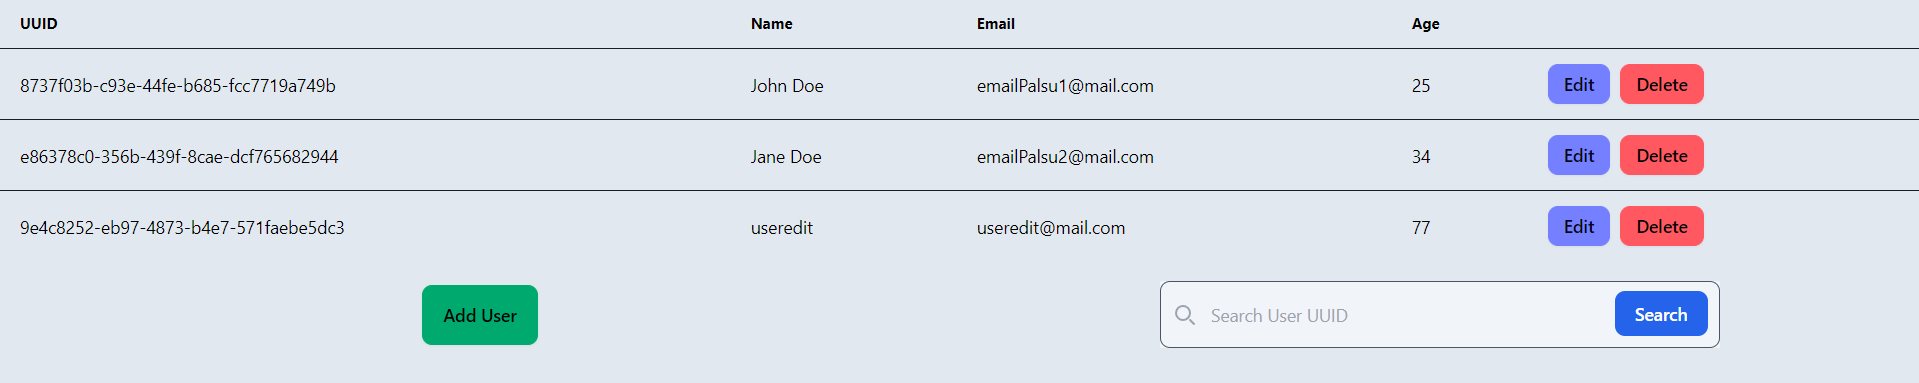 UUID Name Email Age
8737f03b-c93e-44fe-b685-fcc7719a749b John Doe emailPalsu1@mail.com 25 Edit Delete
e86378c0-356b-439f-8cae-dcf765682944 Jane Doe emailPalsu2@mail.com 34 Edit Delete
9e4c8252-eb97-4873-b4e7-571faebe5dc3 useredit useredit@mail.com 77 Edit Delete
Add User Search User UUID Search